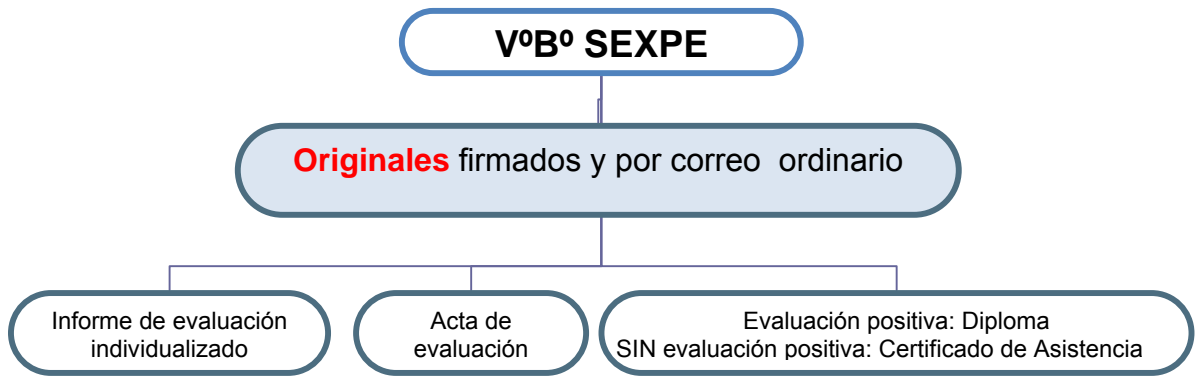 VºBº SEXPE
Originales firmados y por correo ordinario
Informe de evaluación
individualizado
Acta de
evaluación
Evaluación positiva: Diploma
SIN evaluación positiva: Certificado de Asistencia